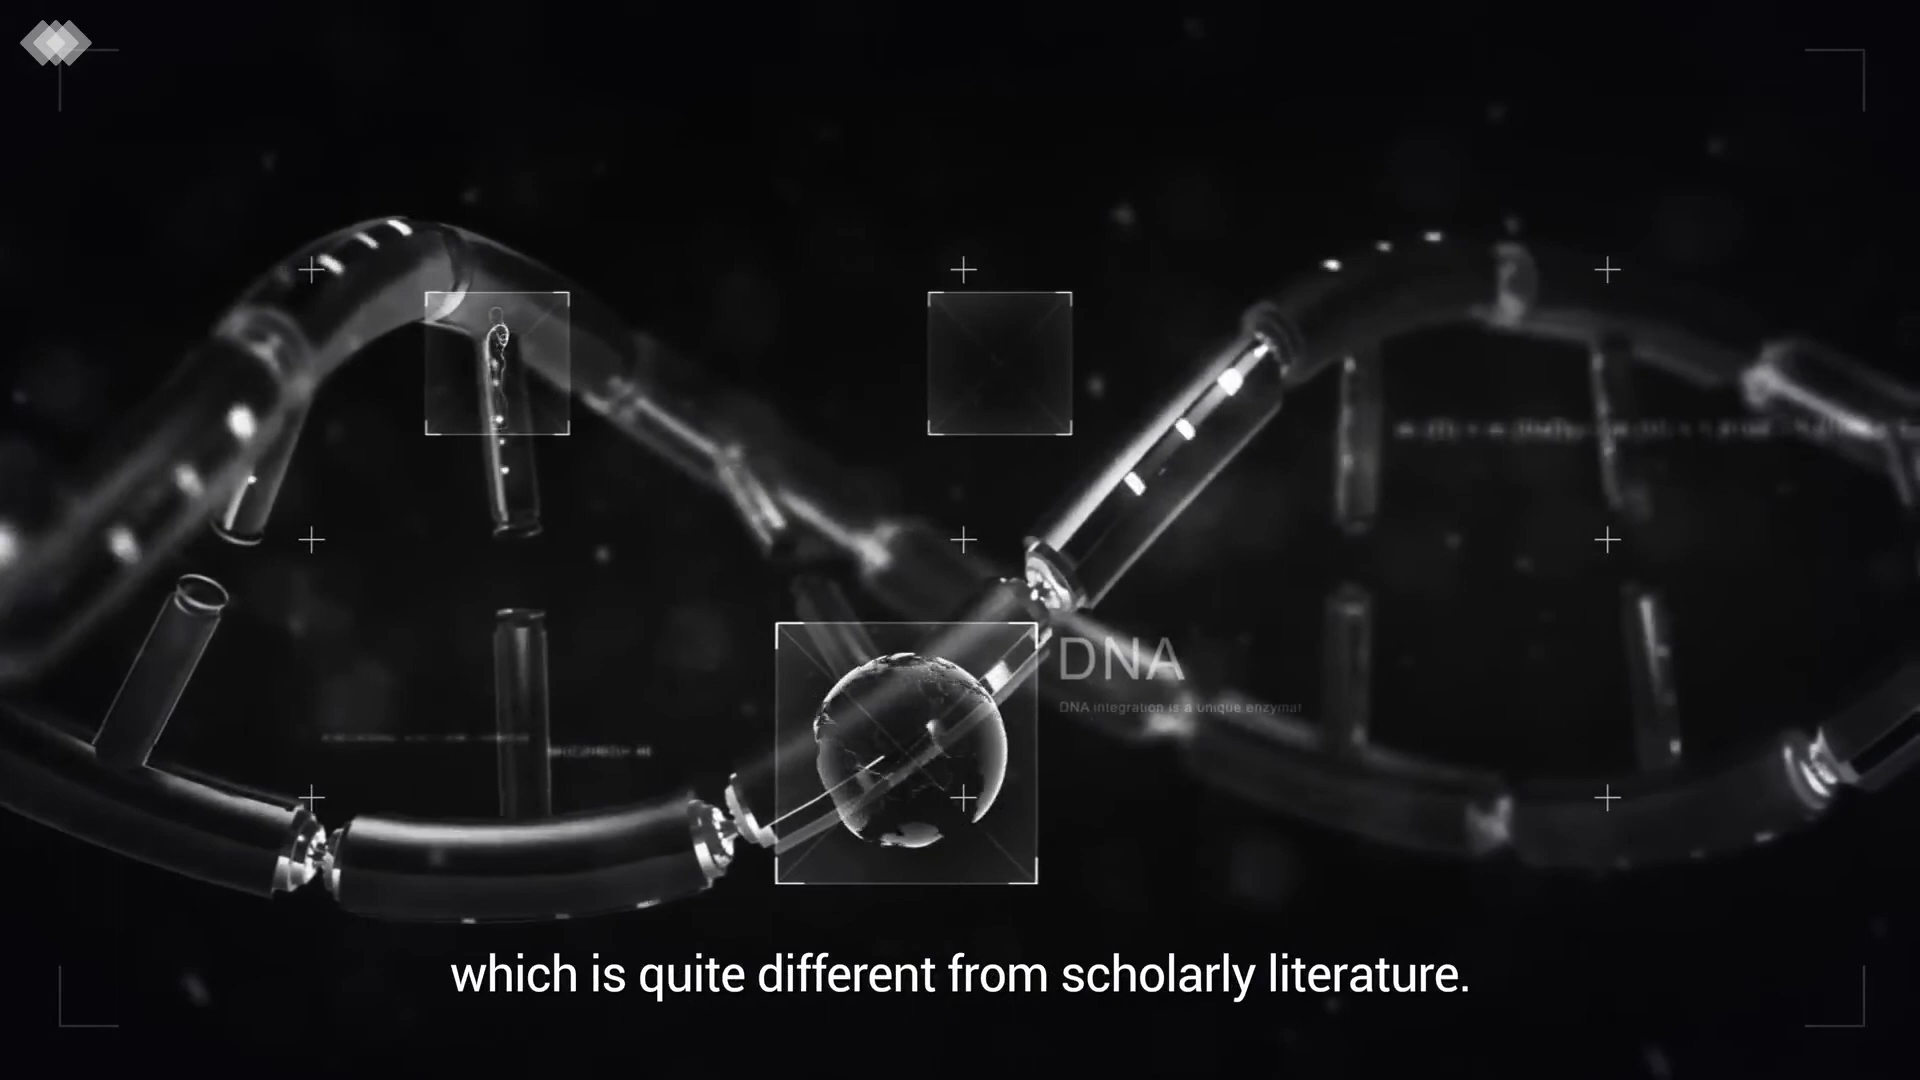 DNA
DNA integration is a unique enzymat
which is quite different from scholarly literature.